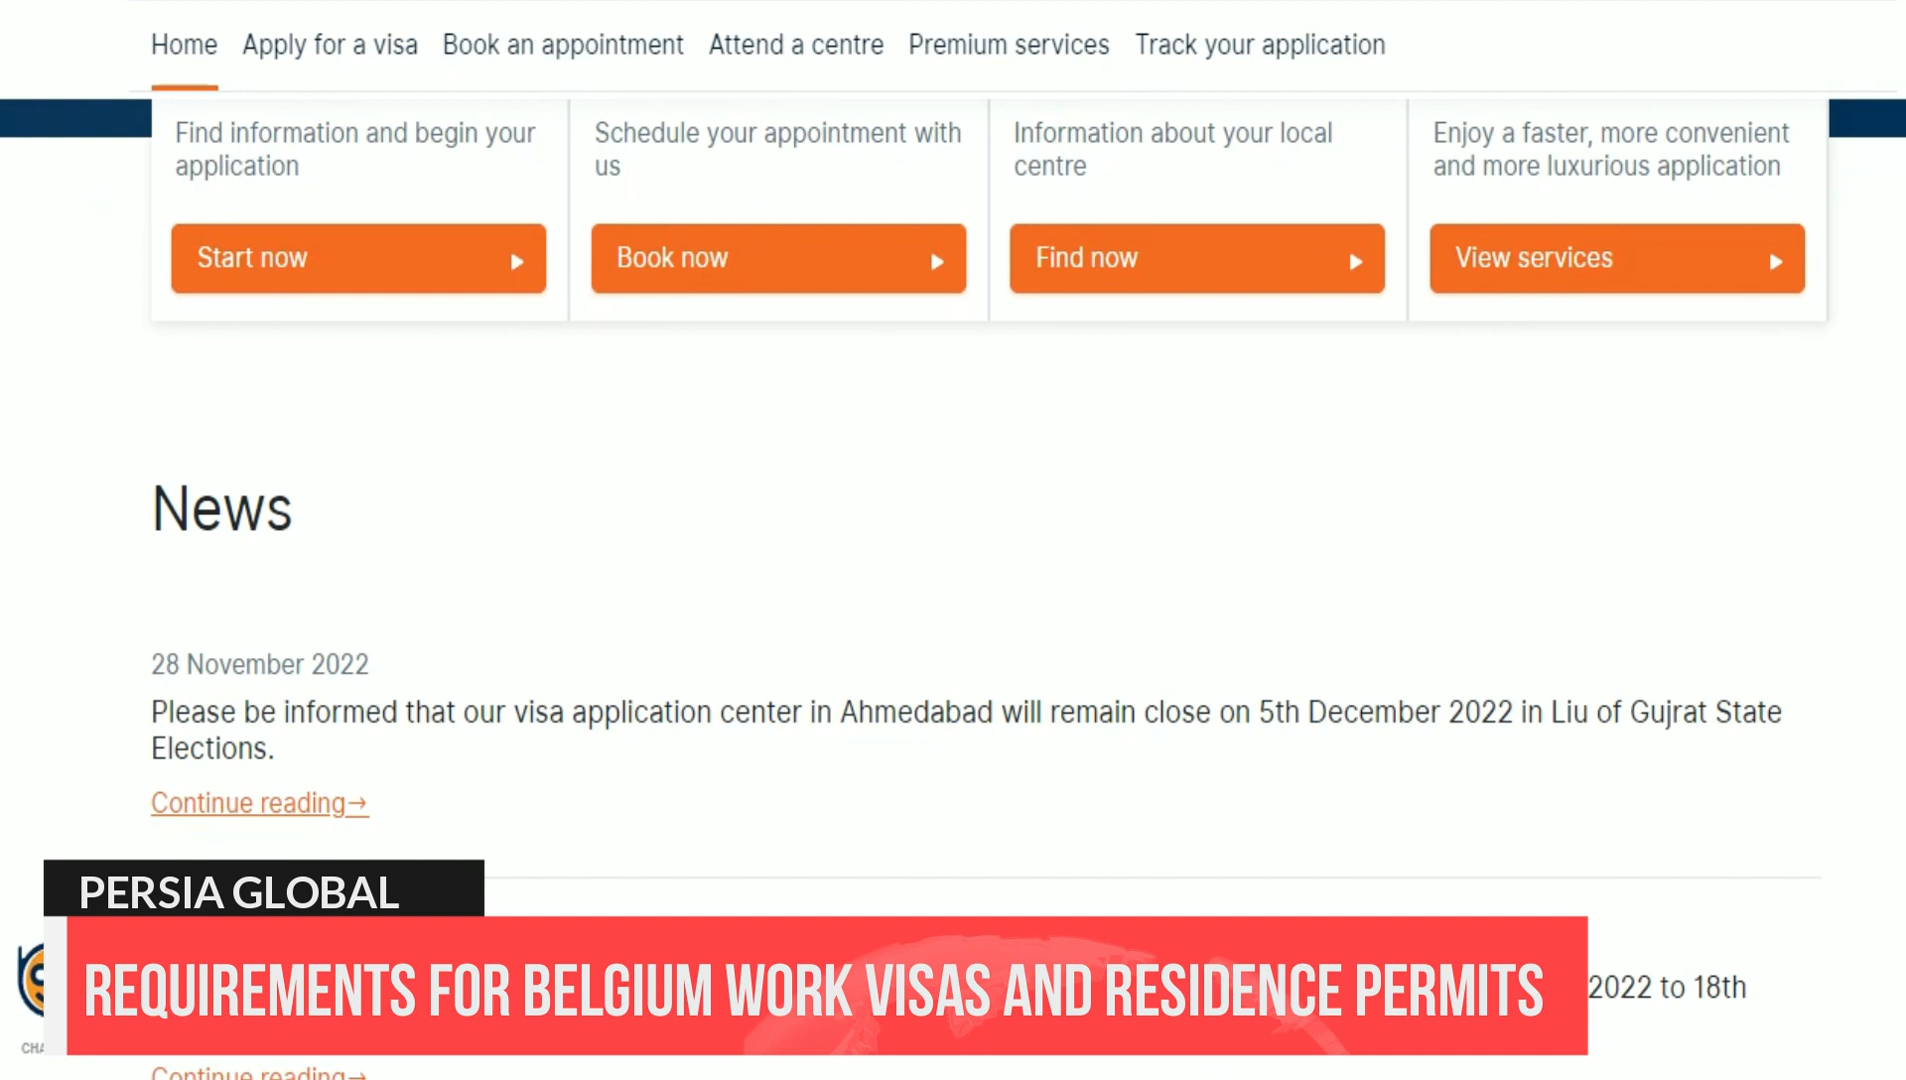 Home Apply for a visa Book an appointment Attend a centre Premium services Track your application
Find information and begin your
application
Start now
Schedule your appointment with
us
Book now
Information about your local
centre
Find now
Enjoy a faster, more convenient
and more luxurious application
View services
News
28 November 2022
Please be informed that our visa application center in Ahmedabad will remain close on 5th December 2022 in Liu of Gujrat State
Elections.
Continue reading→
PERSIA GLOBAL
REQUIREMENTS FOR BELGIUM WORK VISAS AND RESIDENCE PERMITS
2022 to 18th
Continue reading→